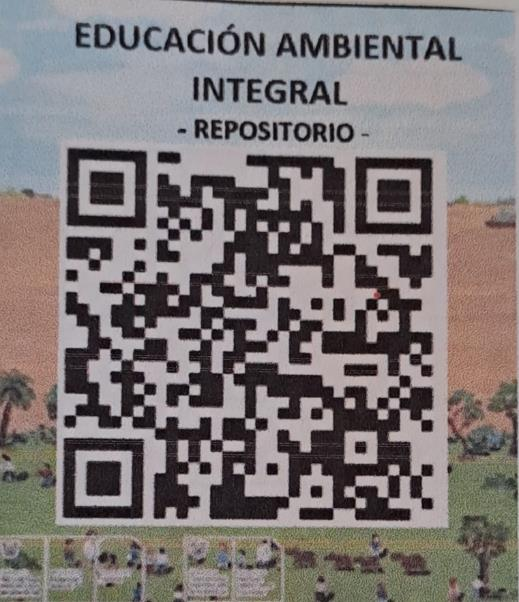 EDUCACIÓN AMBIENTAL
INTEGRAL
- REPOSITORIO -